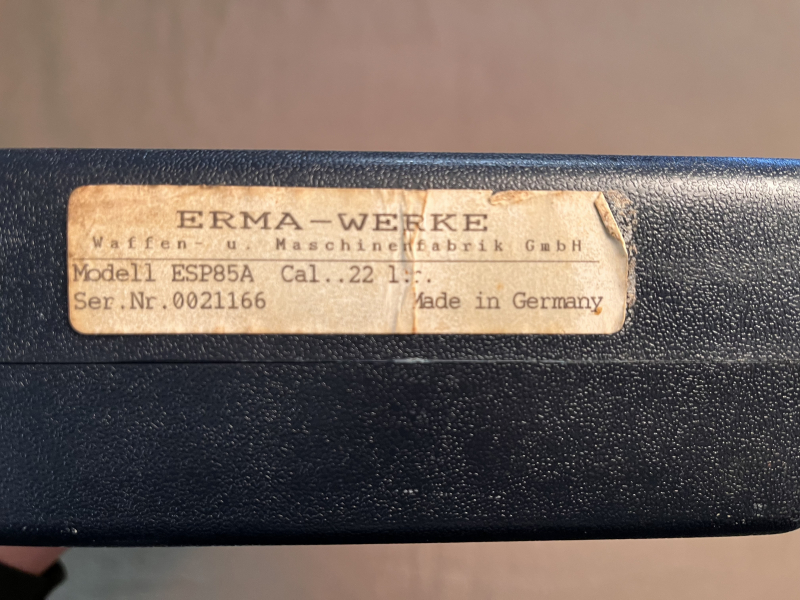 ERMA-WERKE
Waffen- u. Maschinenfabrik GmbH
Modell ESP85A Cal..22 l.r.
Ser.Nr.0021166 Made in Germany